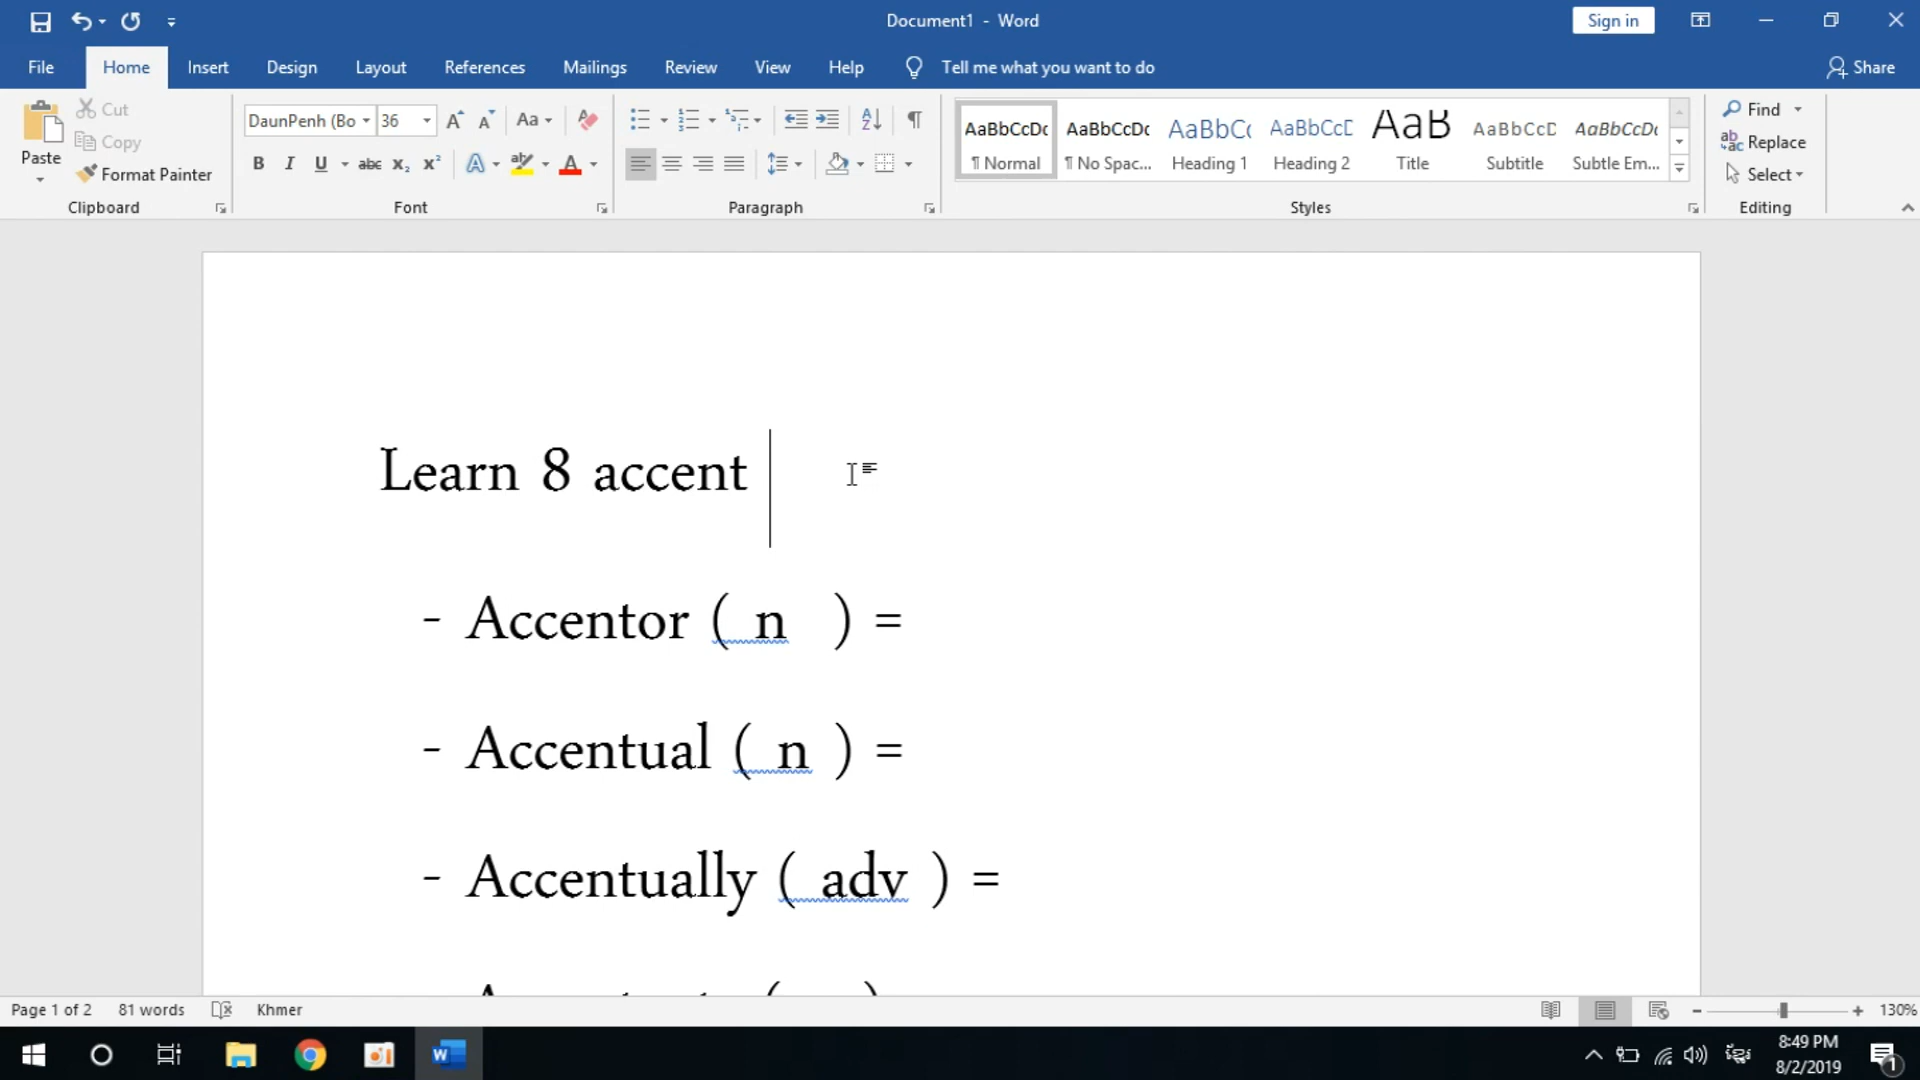 Document1 - Word
Sign in
File Home Insert Design Layout References Mailings Review View Help Tell me what you want to do Share
Paste
Cut
Copy
Format Painter
Clipboard
DaunPenh (Bo 36
Font
Paragraph
AaBbCcDc AaBbCcDc AaBbCc AaBbCcD AaB AaBbCcD AaBbCcDc
¶ Normal ¶ No Spac... Heading 1 Heading 2 Title Subtitle Subtle Em...
Styles
Find
Replace
Select
Editing
Learn 8 accent
- Accentor ( n ) =
- Accentual ( n ) =
- Accentually ( adv ) =
Page 1 of 2 81 words Khmer 130%
8:49 PM
8/2/2019
1